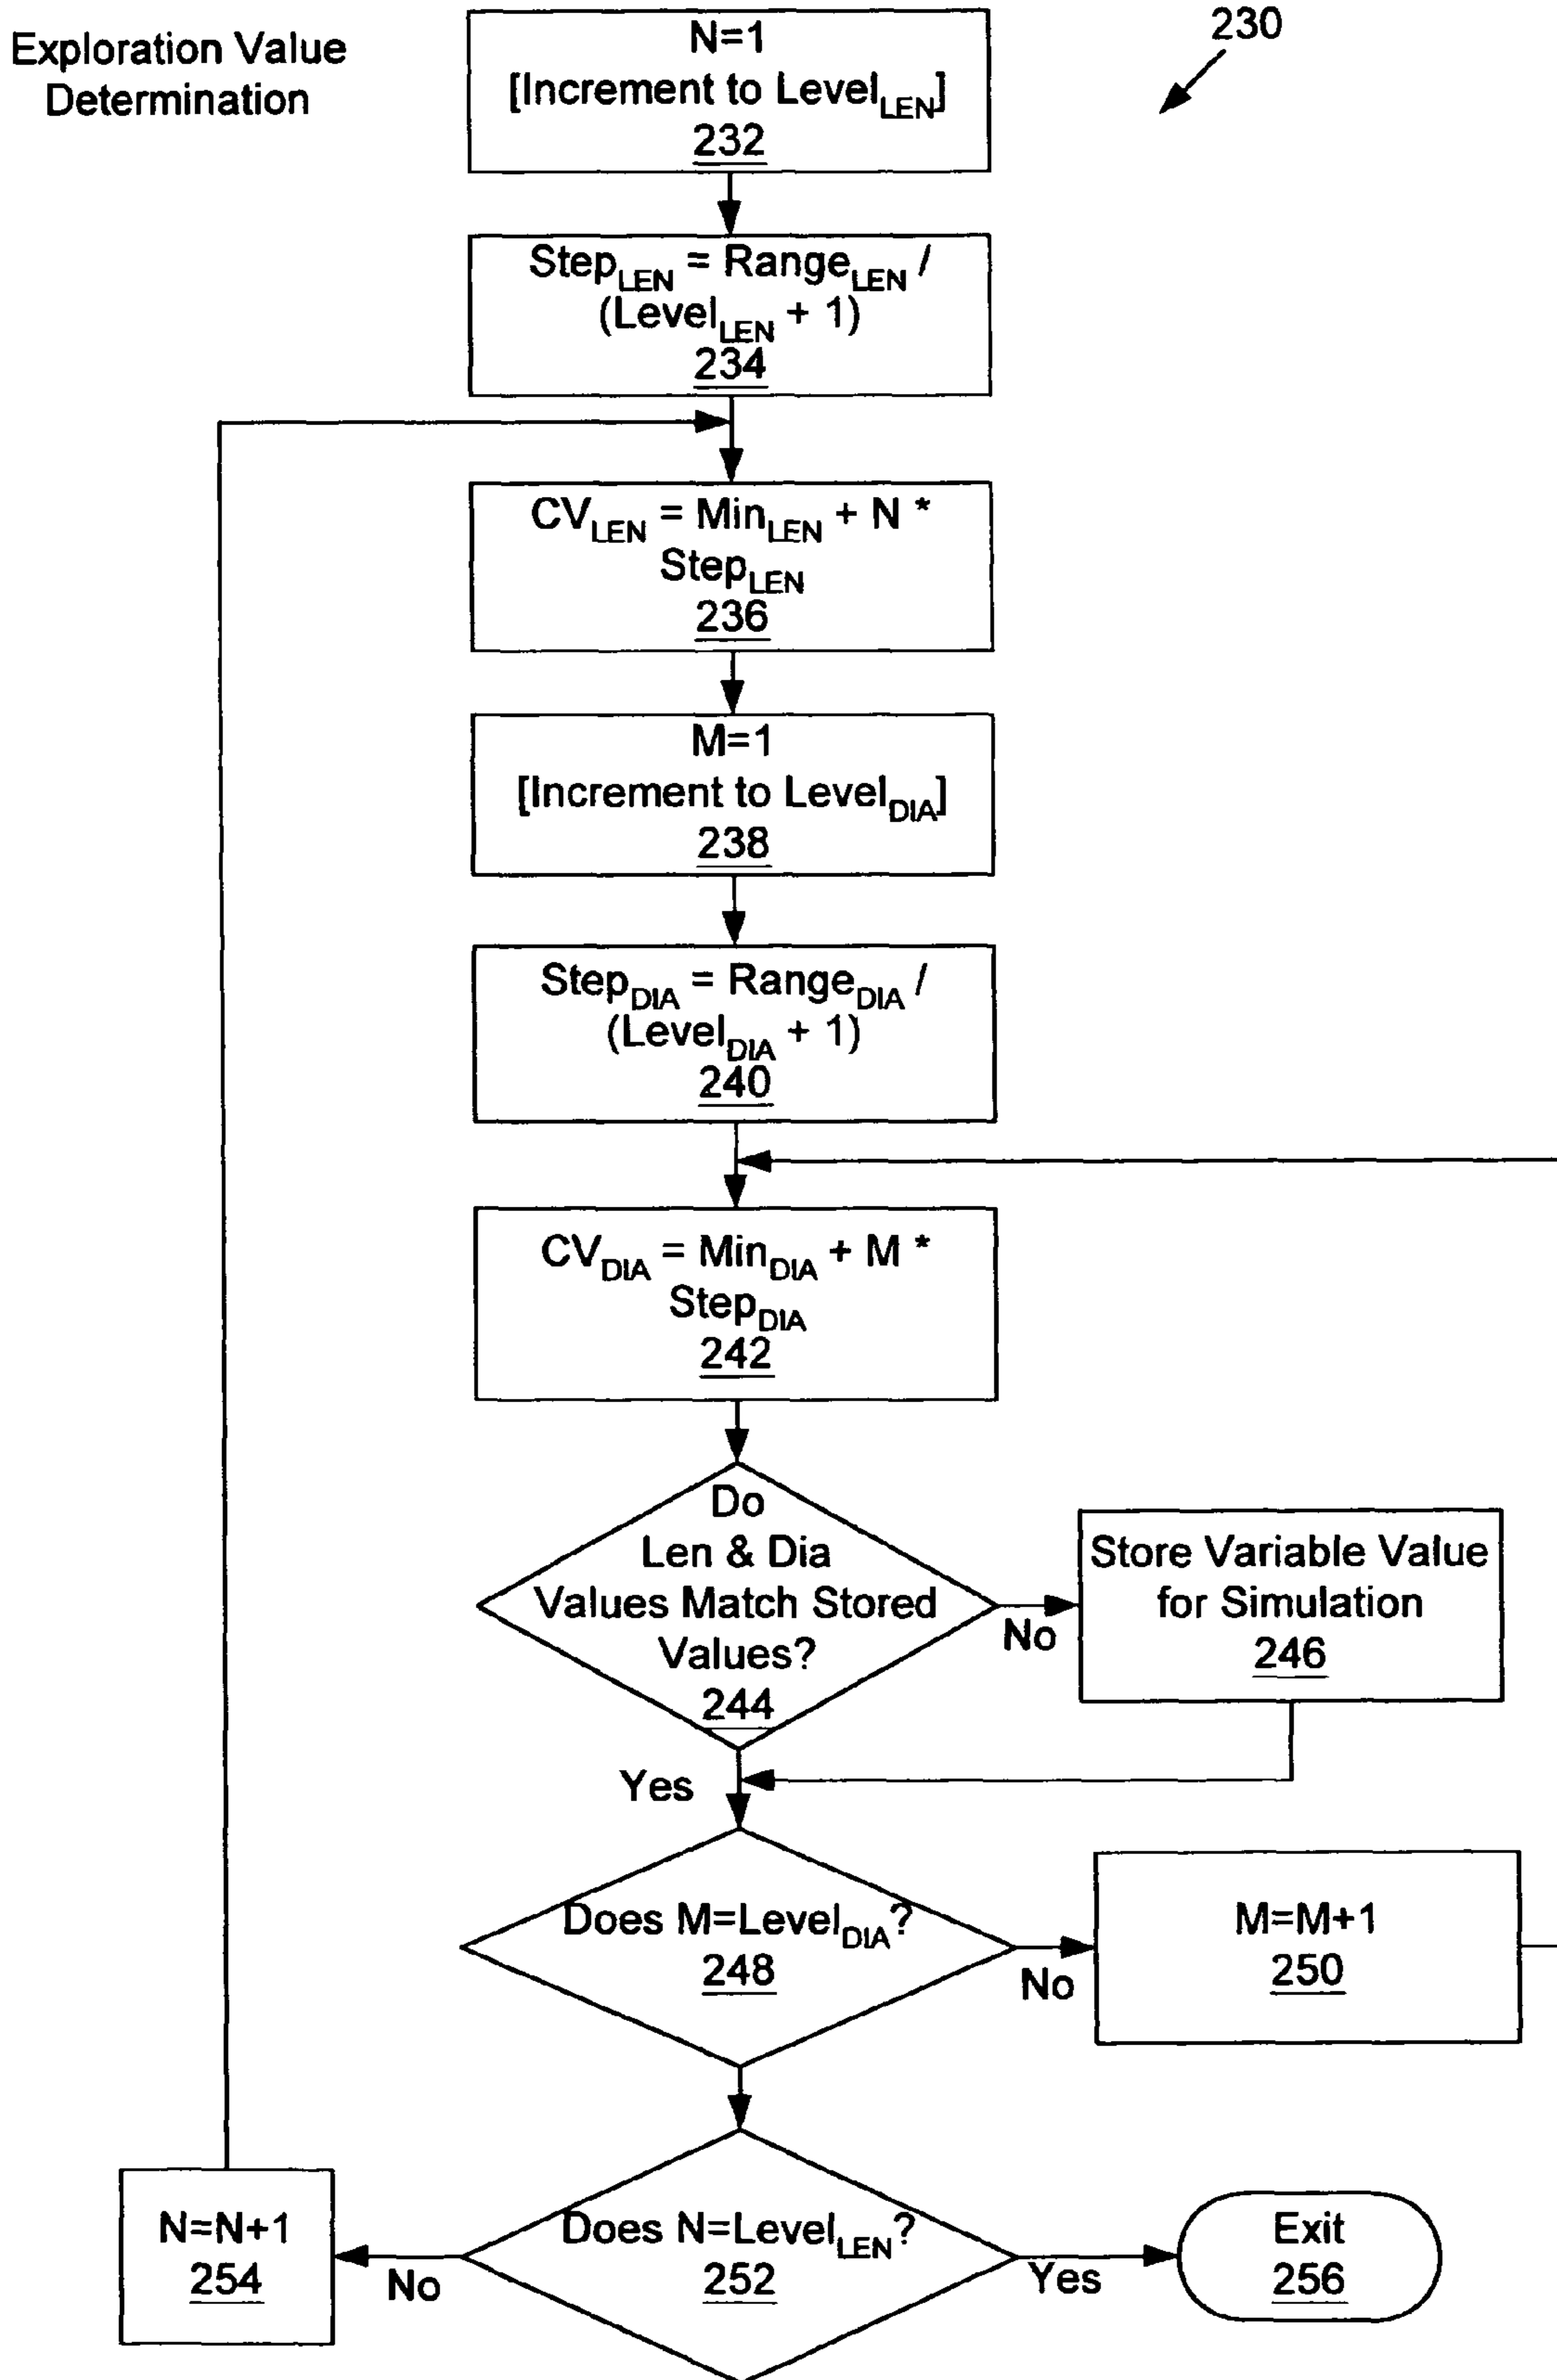 Exploration Value
Determination
230
N=1
[Increment to Level_LEN]
232
Step_LEN = Range_LEN /
(Level_LEN + 1)
234
CV_LEN = Min_LEN + N *
Step_LEN
236
M=1
[Increment to Level_DIA]
238
Step_DIA = Range_DIA /
(Level_DIA + 1)
240
CV_DIA = Min_DIA + M *
Step_DIA
242
Do
Len & Dia
Values Match Stored
Values?
244
No
Store Variable Value
for Simulation
246
Yes
Does M=Level_DIA?
248
No
M=M+1
250
N=N+1
254
No
Does N=Level_LEN?
252
Yes
Exit
256